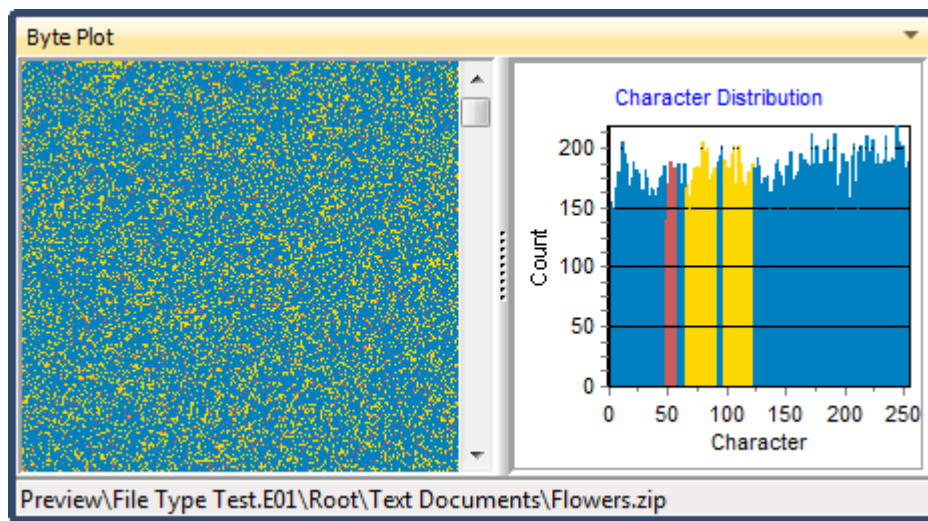 Byte Plot
Character Distribution
200
150
100
50
0
Count
0 50 100 150 200 250
Character
Preview\File Type Test.E01\Root\Text Documents\Flowers.zip